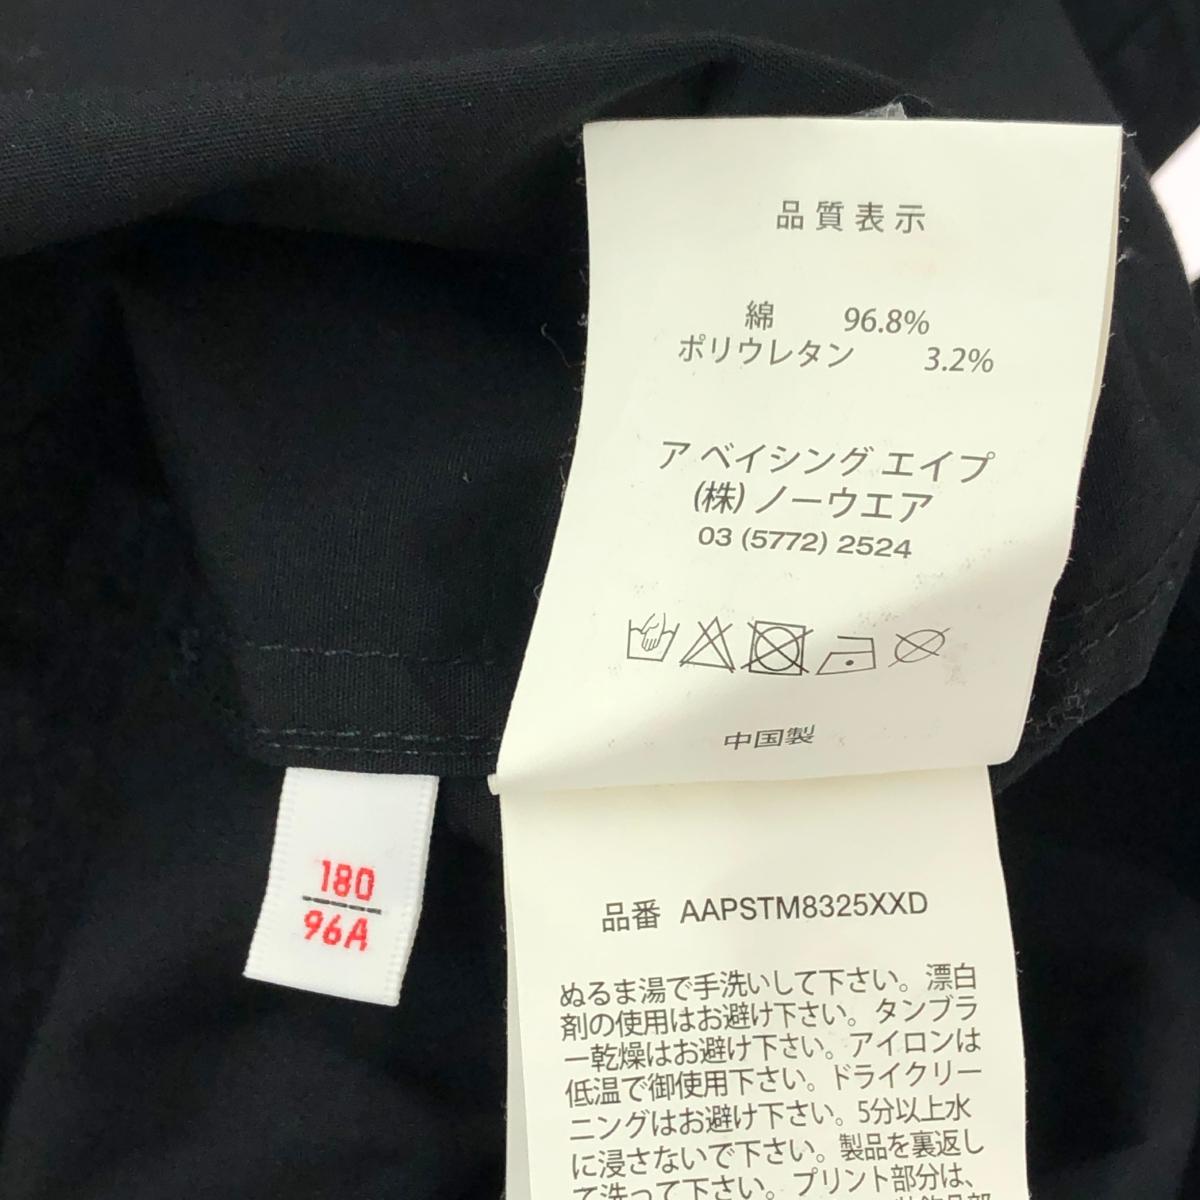 品質表示
綿 96.8%
ポリウレタン 3.2%
ア ベイシング エイプ
(株) ノーウエア
03 (5772) 2524
中国製
180
96A
品番 AAPSTM8325XXD
ぬるま湯で手洗いして下さい。漂白
剤の使用はお避け下さい。タンブラ
ー乾燥はお避け下さい。アイロンは
低温で御使用下さい。ドライクリー
ニングはお避け下さい。5分以上水
に浸さないで下さい。製品を裏返し
て洗って下さい。プリント部分は、